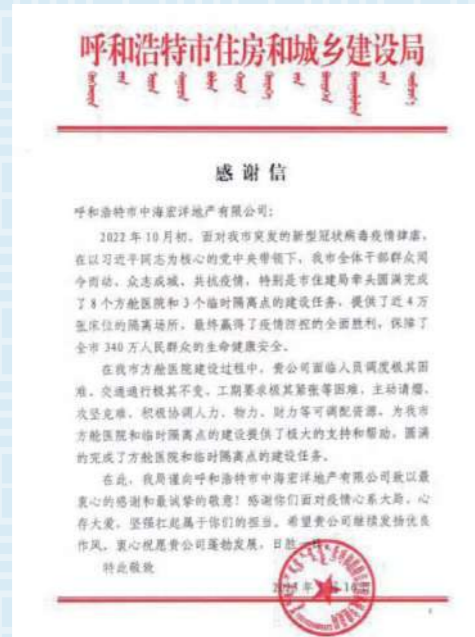 呼和浩特市住房和城乡建设局
感谢信
呼和浩特市中海宏洋地产有限公司：
2022年10月初，面对我市突发的新型冠状病毒疫情肆虐，
在以习近平同志为核心的党中央带领下，我市全体干部群众闻
令而动、众志成城、共抗疫情，特别是市住建局牵头圆满完成
了8个方舱医院和3个临时隔离点的建设任务，提供了近4万
张床位的隔离场所，最终赢得了疫情防控的全面胜利，保障了
全市340万人民群众的生命健康安全。
在我市方舱医院建设过程中，贵公司面临人员调度极其困
难、交通通行极其不变、工期要求极其紧张等困难，主动请缨、
攻坚克难，积极协调人力、物力、财力等可调配资源，为我市
方舱医院和临时隔离点的建设提供了极大的支持和帮助，圆满
的完成了方舱医院和临时隔离点的建设任务。
在此，我局谨向呼和浩特市中海宏洋地产有限公司致以最
衷心的感谢和最诚挚的敬意！感谢你们面对疫情心系大局、心
存大爱，坚强扛起属于你们的担当。希望贵公司继续发扬优良
作风，衷心祝愿贵公司蓬勃发展，日胜一
特此敬致